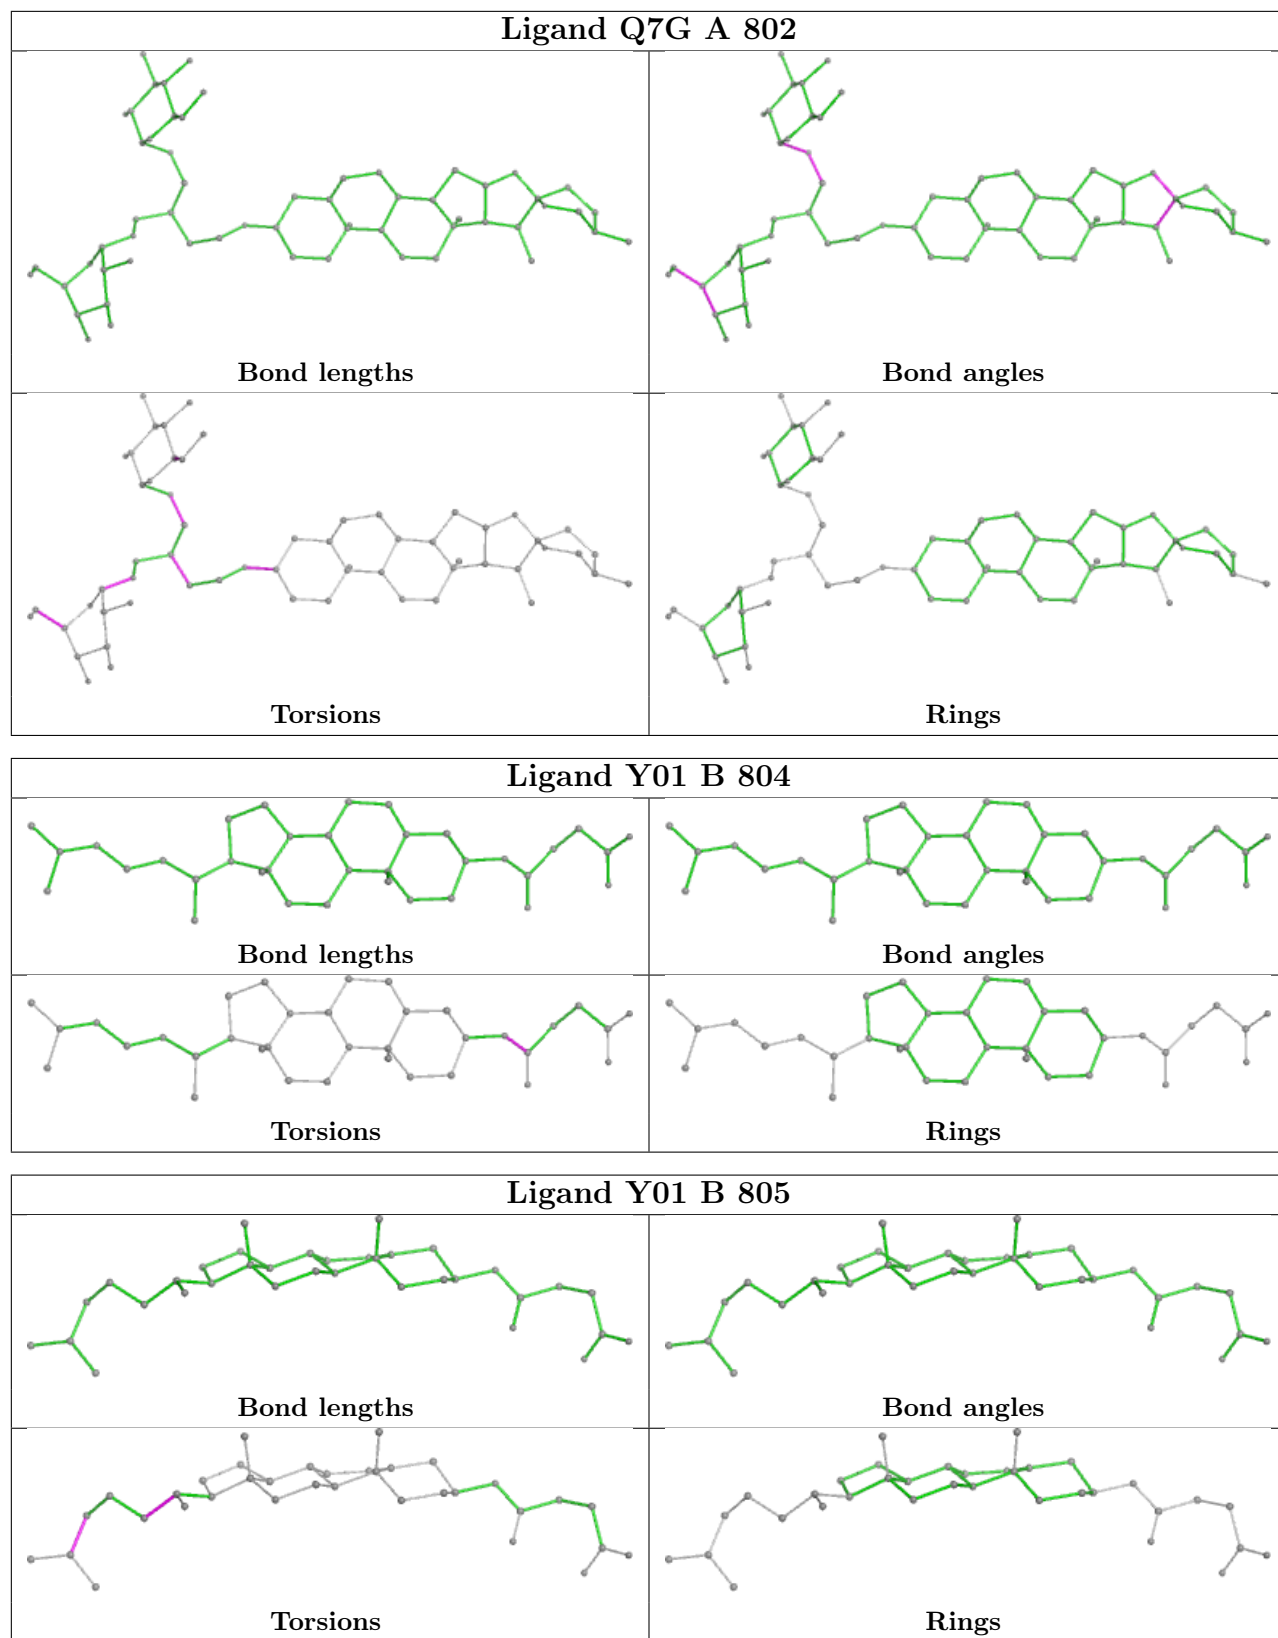 Ligand Q7G A 802
Bond lengths
Bond angles
Torsions
Rings
Ligand Y01 B 804
Bond lengths
Bond angles
Torsions
Rings
Ligand Y01 B 805
Bond lengths
Bond angles
Torsions
Rings